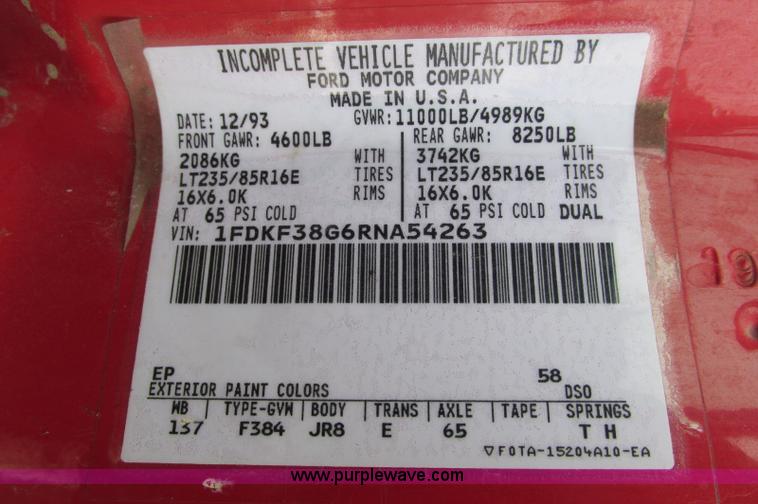 INCOMPLETE VEHICLE MANUFACTURED BY
FORD MOTOR COMPANY
MADE IN U.S.A.
DATE: 12/93 GVWR: 11000LB/4989KG
FRONT GAWR: 4600LB REAR GAWR: 8250LB
2086KG WITH 3742KG WITH
LT235/85R16E TIRES LT235/85R16E TIRES
16X6.0K RIMS 16X6.0K RIMS
AT 65 PSI COLD AT 65 PSI COLD DUAL
VIN: 1FDKF38G6RNA54263
EP 58
EXTERIOR PAINT COLORS DSO
WB TYPE-GVW BODY TRANS AXLE TAPE SPRINGS
137 F384 JR8 E 65 T H
▽F0TA-15204A10-EA
www.purplewave.com